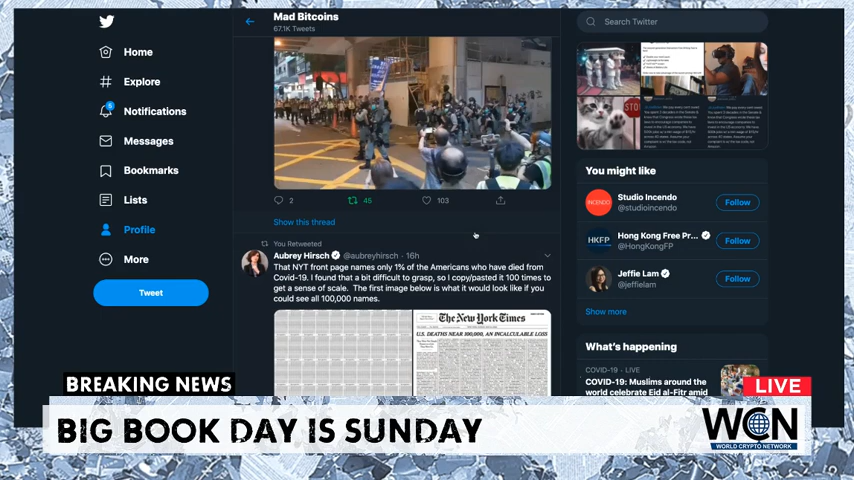 Mad Bitcoins
67.1K Tweets
Search Twitter
Home
Explore
Notifications
Messages
Bookmarks
Lists
Profile
More
Tweet
2
45
103
Show this thread
You Retweeted
Aubrey Hirsch @aubreyhirsch · 16h
That NYT front page names only 1% of the Americans who have died from
Covid-19. I found that a bit difficult to grasp, so I copy/pasted it 100 times to
get a sense of scale. The first image below is what it would look like if you
could see all 100,000 names.
The New York Times
U.S. DEATHS NEAR 100,000, AN INCALCULABLE LOSS
STOP
You might like
INCENDO
Studio Incendo
@studioincendo
Follow
HKFP
Hong Kong Free Pr...
@HongKongFP
Follow
Jeffie Lam
@jeffielam
Follow
Show more
What's happening
COVID-19 · LIVE
COVID-19: Muslims around the
world celebrate Eid al-Fitr amid
BREAKING NEWS
LIVE
BIG BOOK DAY IS SUNDAY
WCN
WORLD CRYPTO NETWORK